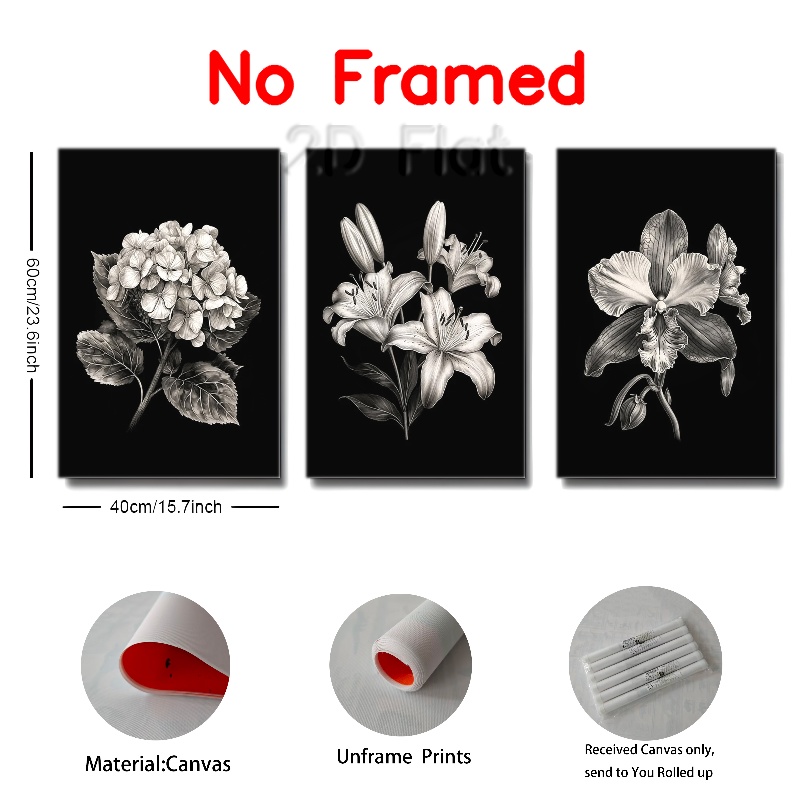 No Framed
2D Flat
60cm/23.6inch
40cm/15.7inch
Material:Canvas
Unframe Prints
Received Canvas only,
send to You Rolled up